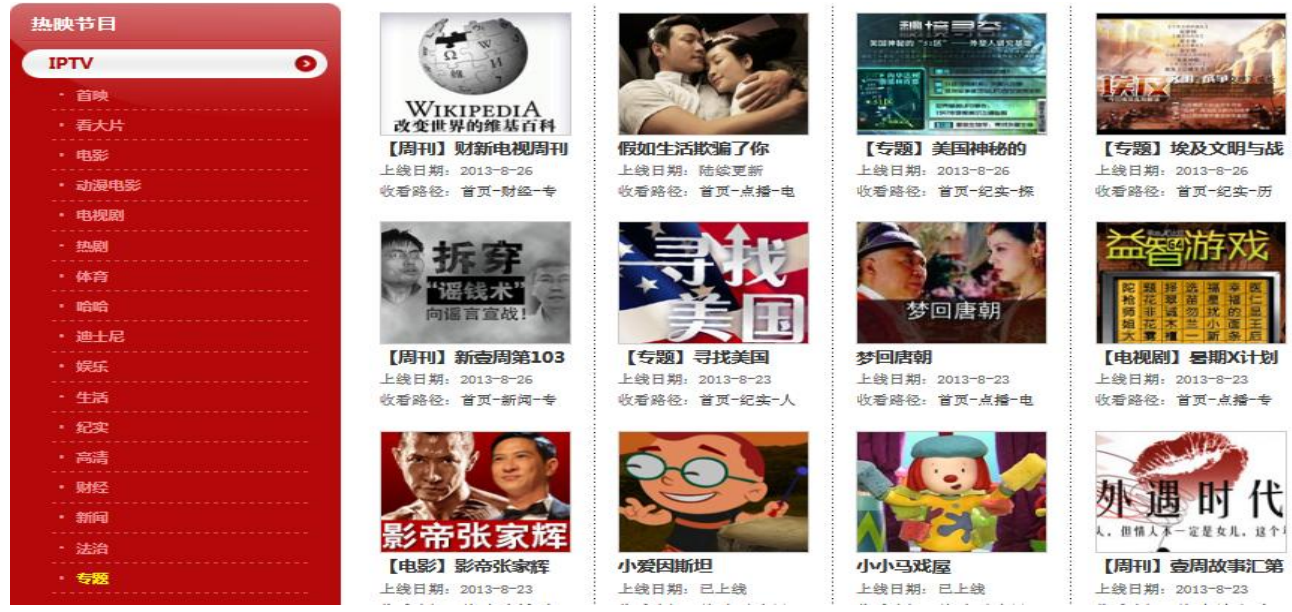 热映节目
IPTV
首映
看大片
电影
动漫电影
电视剧
热剧
体育
哈哈
迪士尼
娱乐
生活
纪实
高清
财经
新闻
法治
专题
WIKIPEDIA
改变世界的维基百科
【周刊】财新电视周刊
上线日期：2013-8-26
收看路径：首页-财经-专
假如生活欺骗了你
上线日期：陆续更新
收看路径：首页-点播-电
美国神秘的“51区”
【专题】美国神秘的
上线日期：2013-8-26
收看路径：首页-纪实-探
埃及
【专题】埃及文明与战
上线日期：2013-8-26
收看路径：首页-纪实-历
拆穿
“谣钱术”
向谣言宣战!
【周刊】新壹周第103
上线日期：2013-8-26
收看路径：首页-新闻-专
寻找
美国
【专题】寻找美国
上线日期：2013-8-23
收看路径：首页-纪实-人
梦回唐朝
梦回唐朝
上线日期：2013-8-23
收看路径：首页-点播-电
益智游戏
【电视剧】暑期X计划
上线日期：2013-8-23
收看路径：首页-点播-专
影帝张家辉
【电影】影帝张家辉
上线日期：2013-8-23
小爱因斯坦
上线日期：已上线
小小马戏屋
上线日期：已上线
外遇时代
【周刊】壹周故事汇第
上线日期：2013-8-23